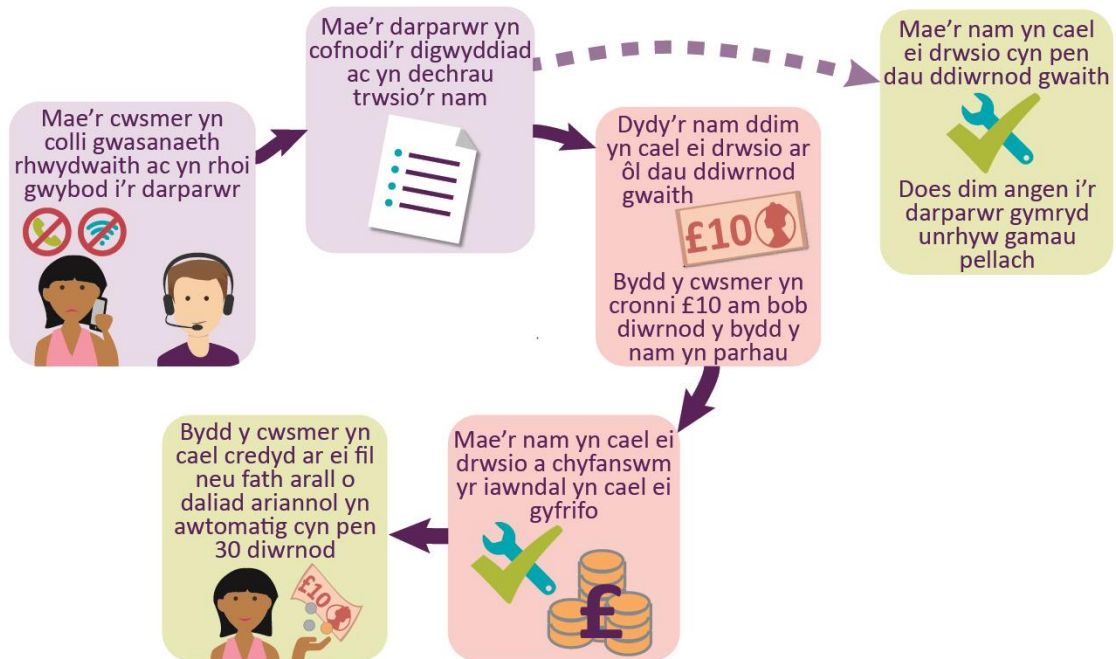 Mae'r cwsmer yn
colli gwasanaeth
rhwydwaith ac yn rhoi
gwybod i'r darparwr
Mae'r darparwr yn
cofnodi'r digwyddiad
ac yn dechrau
trwsio'r nam
Mae'r nam yn cael
ei drwsio cyn pen
dau ddiwrnod gwaith
Does dim angen i'r
darparwr gymryd
unrhyw gamau
pellach
Dydy'r nam ddim
yn cael ei drwsio ar
ôl dau ddiwrnod
gwaith
£10
Bydd y cwsmer yn
cronni £10 am bob
diwrnod y bydd y
nam yn parhau
Mae'r nam yn cael ei
drwsio a chyfanswm
yr iawndal yn cael ei
gyfrifo
£
Bydd y cwsmer yn
cael credyd ar ei fil
neu fath arall o
daliad ariannol yn
awtomatig cyn pen
30 diwrnod
£10